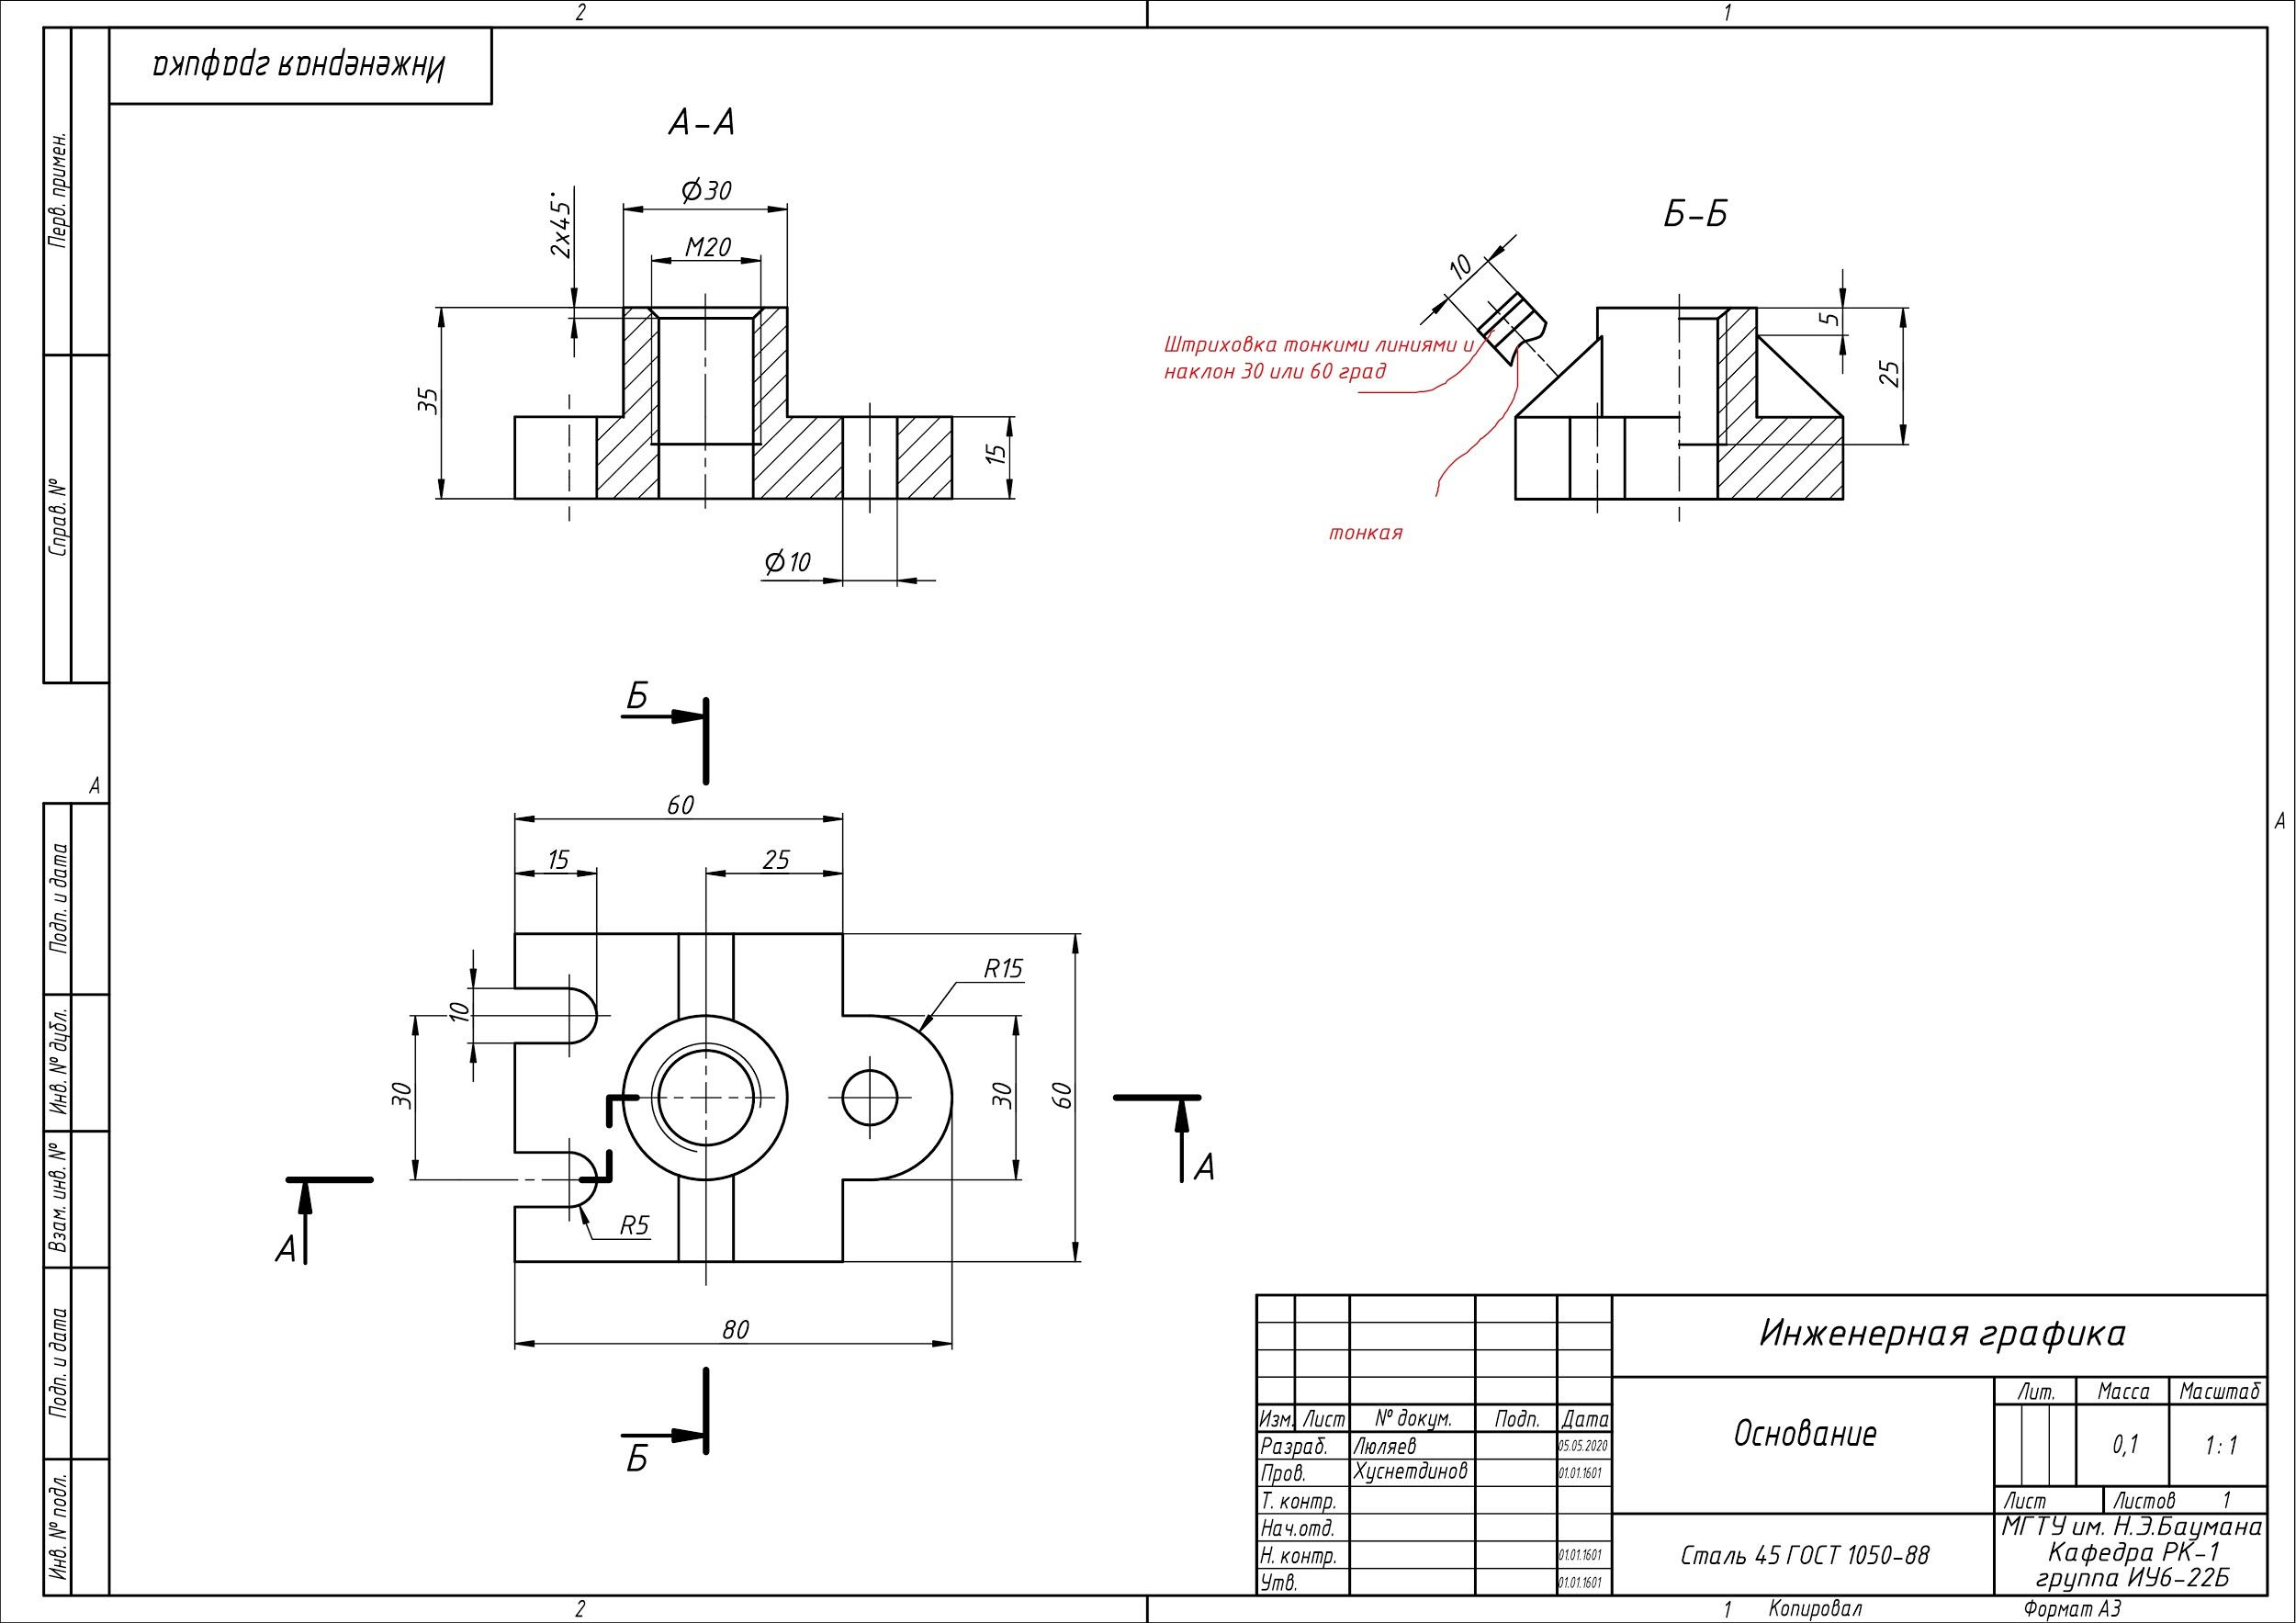 2
1
Инженерная графика
Перв. примен.
Справ. №
А-А
⌀30
2x45°
М20
35
15
⌀10
Б-Б
10
5
25
Штриховка тонкими линиями и
наклон 30 или 60 град
тонкая
Б
А
А
60
15
25
R15
10
30
30
60
А
А
R5
80
Б
Подп. и дата
Инв. № дубл.
Взам. инв. №
Подп. и дата
Инв. № подл.
Инженерная графика
Лит.
Масса
Масштаб
Изм.
Лист
№ докум.
Подп.
Дата
Основание
0,1
1:1
Разраб.
Люляев
05.05.2020
Пров.
Хуснетдинов
01.01.1601
Т. контр.
Лист
Листов 1
Нач.отд.
Н. контр.
01.01.1601
Утв.
01.01.1601
Сталь 45 ГОСТ 1050-88
МГТУ им. Н.Э.Баумана
Кафедра РК-1
группа ИУ6-22Б
2
1
Копировал
Формат А3